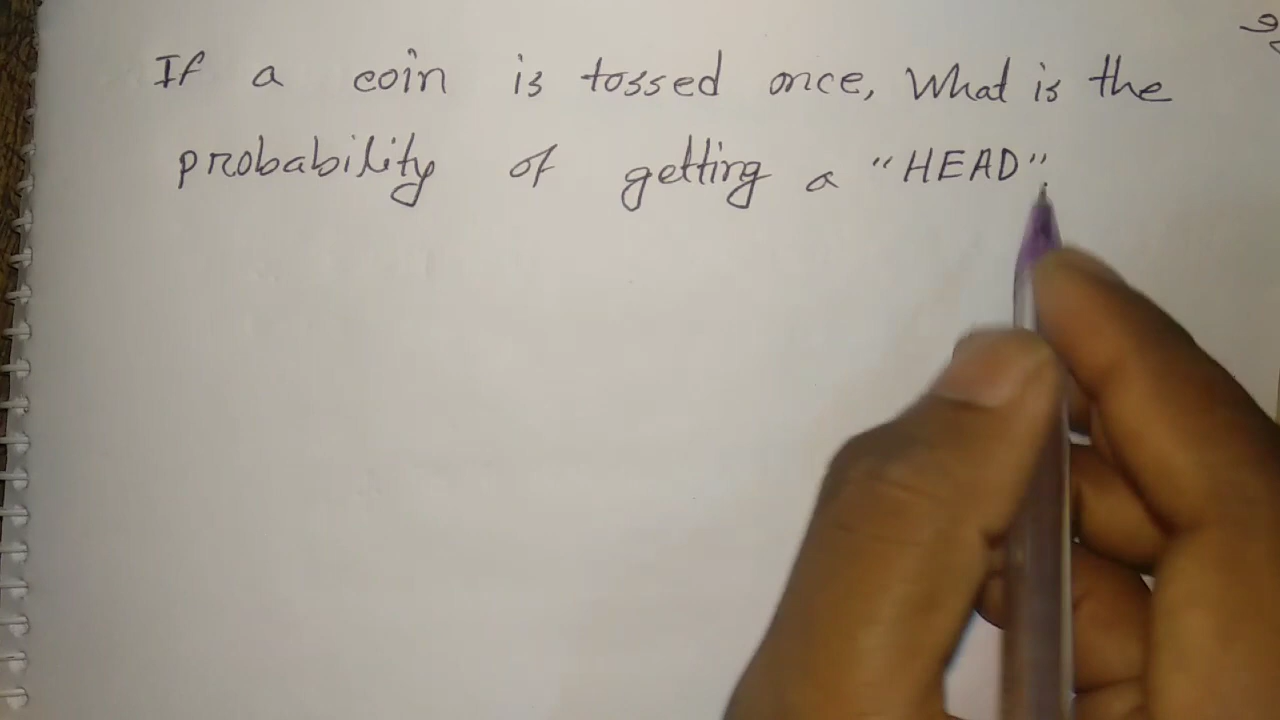 If a coin is tossed once, What is the
probability of getting a "HEAD"